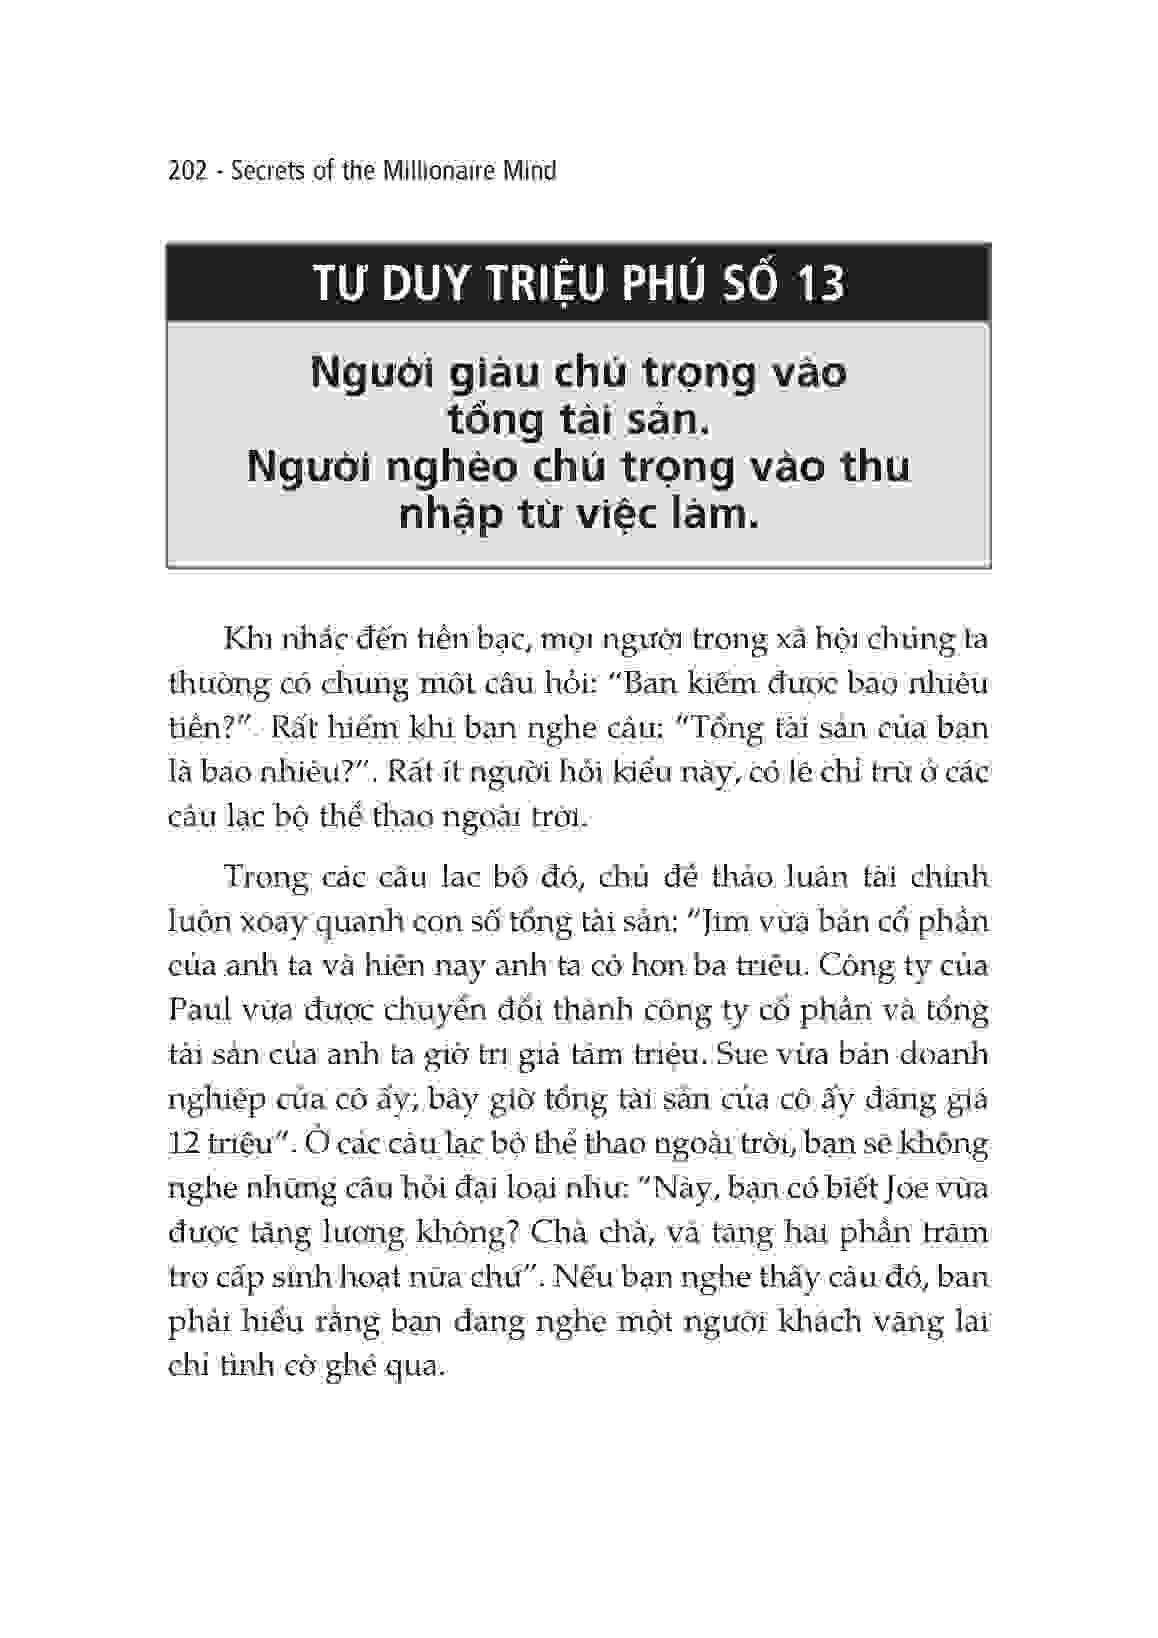 202 - Secrets of the Millionaire Mind
TƯ DUY TRIỆU PHÚ SỐ 13
Người giàu chú trọng vào
tổng tài sản.
Người nghèo chú trọng vào thu
nhập từ việc làm.
Khi nhắc đến tiền bạc, mọi người trong xã hội chúng ta
thường có chung một câu hỏi: “Bạn kiếm được bao nhiêu
tiền?”. Rất hiếm khi bạn nghe câu: “Tổng tài sản của bạn
là bao nhiêu?”. Rất ít người hỏi kiểu này, có lẽ chỉ trừ ở các
câu lạc bộ thể thao ngoài trời.
Trong các câu lạc bộ đó, chủ đề thảo luận tài chính
luôn xoay quanh con số tổng tài sản: “Jim vừa bán cổ phần
của anh ta và hiện nay anh ta có hơn ba triệu. Công ty của
Paul vừa được chuyển đổi thành công ty cổ phần và tổng
tài sản của anh ta giờ trị giá tám triệu. Sue vừa bán doanh
nghiệp của cô ấy; bây giờ tổng tài sản của cô ấy đáng giá
12 triệu”. Ở các câu lạc bộ thể thao ngoài trời, bạn sẽ không
nghe những câu hỏi đại loại như: “Này, bạn có biết Joe vừa
được tăng lương không? Chà chà, và tăng hai phần trăm
trợ cấp sinh hoạt nữa chứ”. Nếu bạn nghe thấy câu đó, bạn
phải hiểu rằng bạn đang nghe một người khách vãng lai
chỉ tình cờ ghé qua.